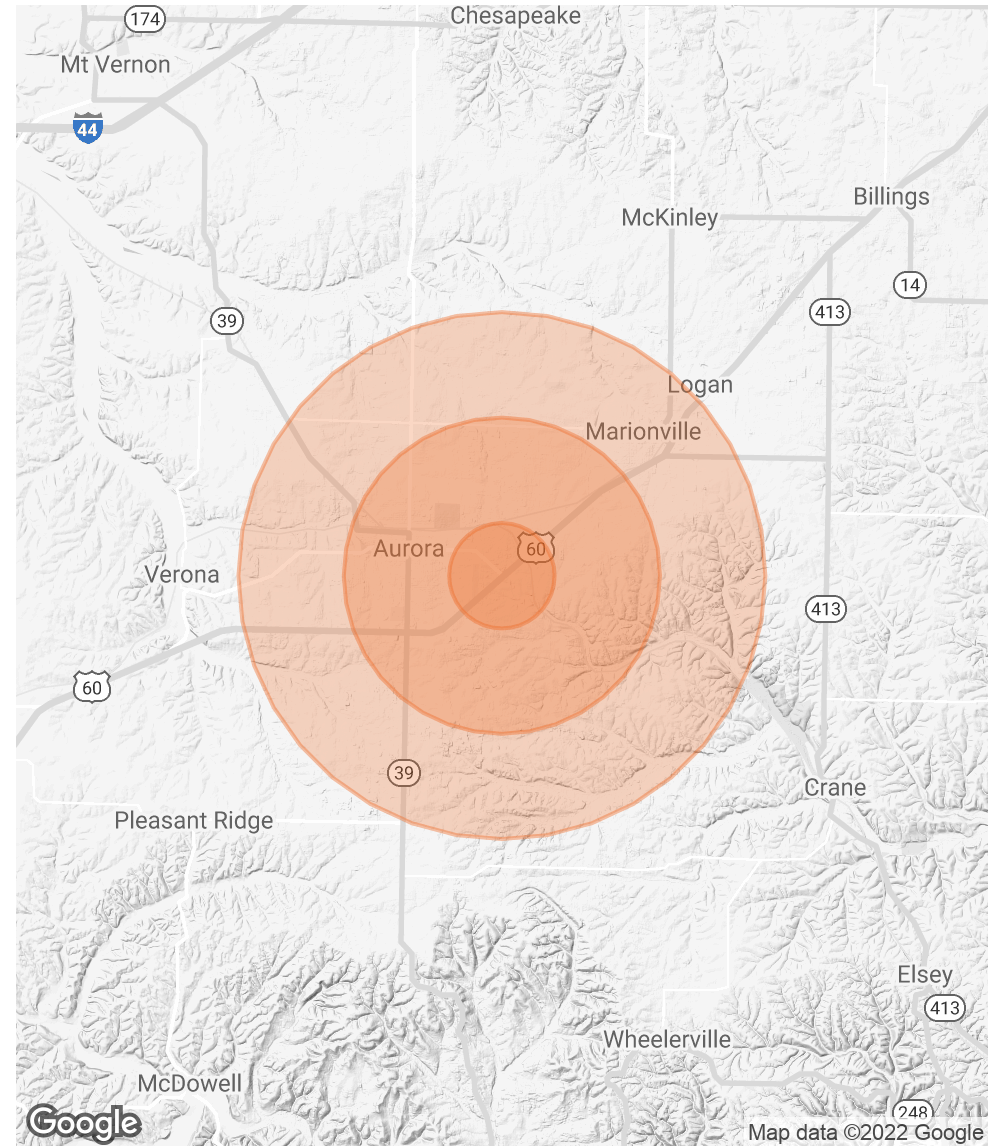 174
Chesapeake
Mt Vernon
44
Billings
McKinley
14
413
39
Logan
Marionville
Aurora
60
Verona
413
60
39
Crane
Pleasant Ridge
Elsey
413
Wheelerville
McDowell
248
Google
Map data ©2022 Google